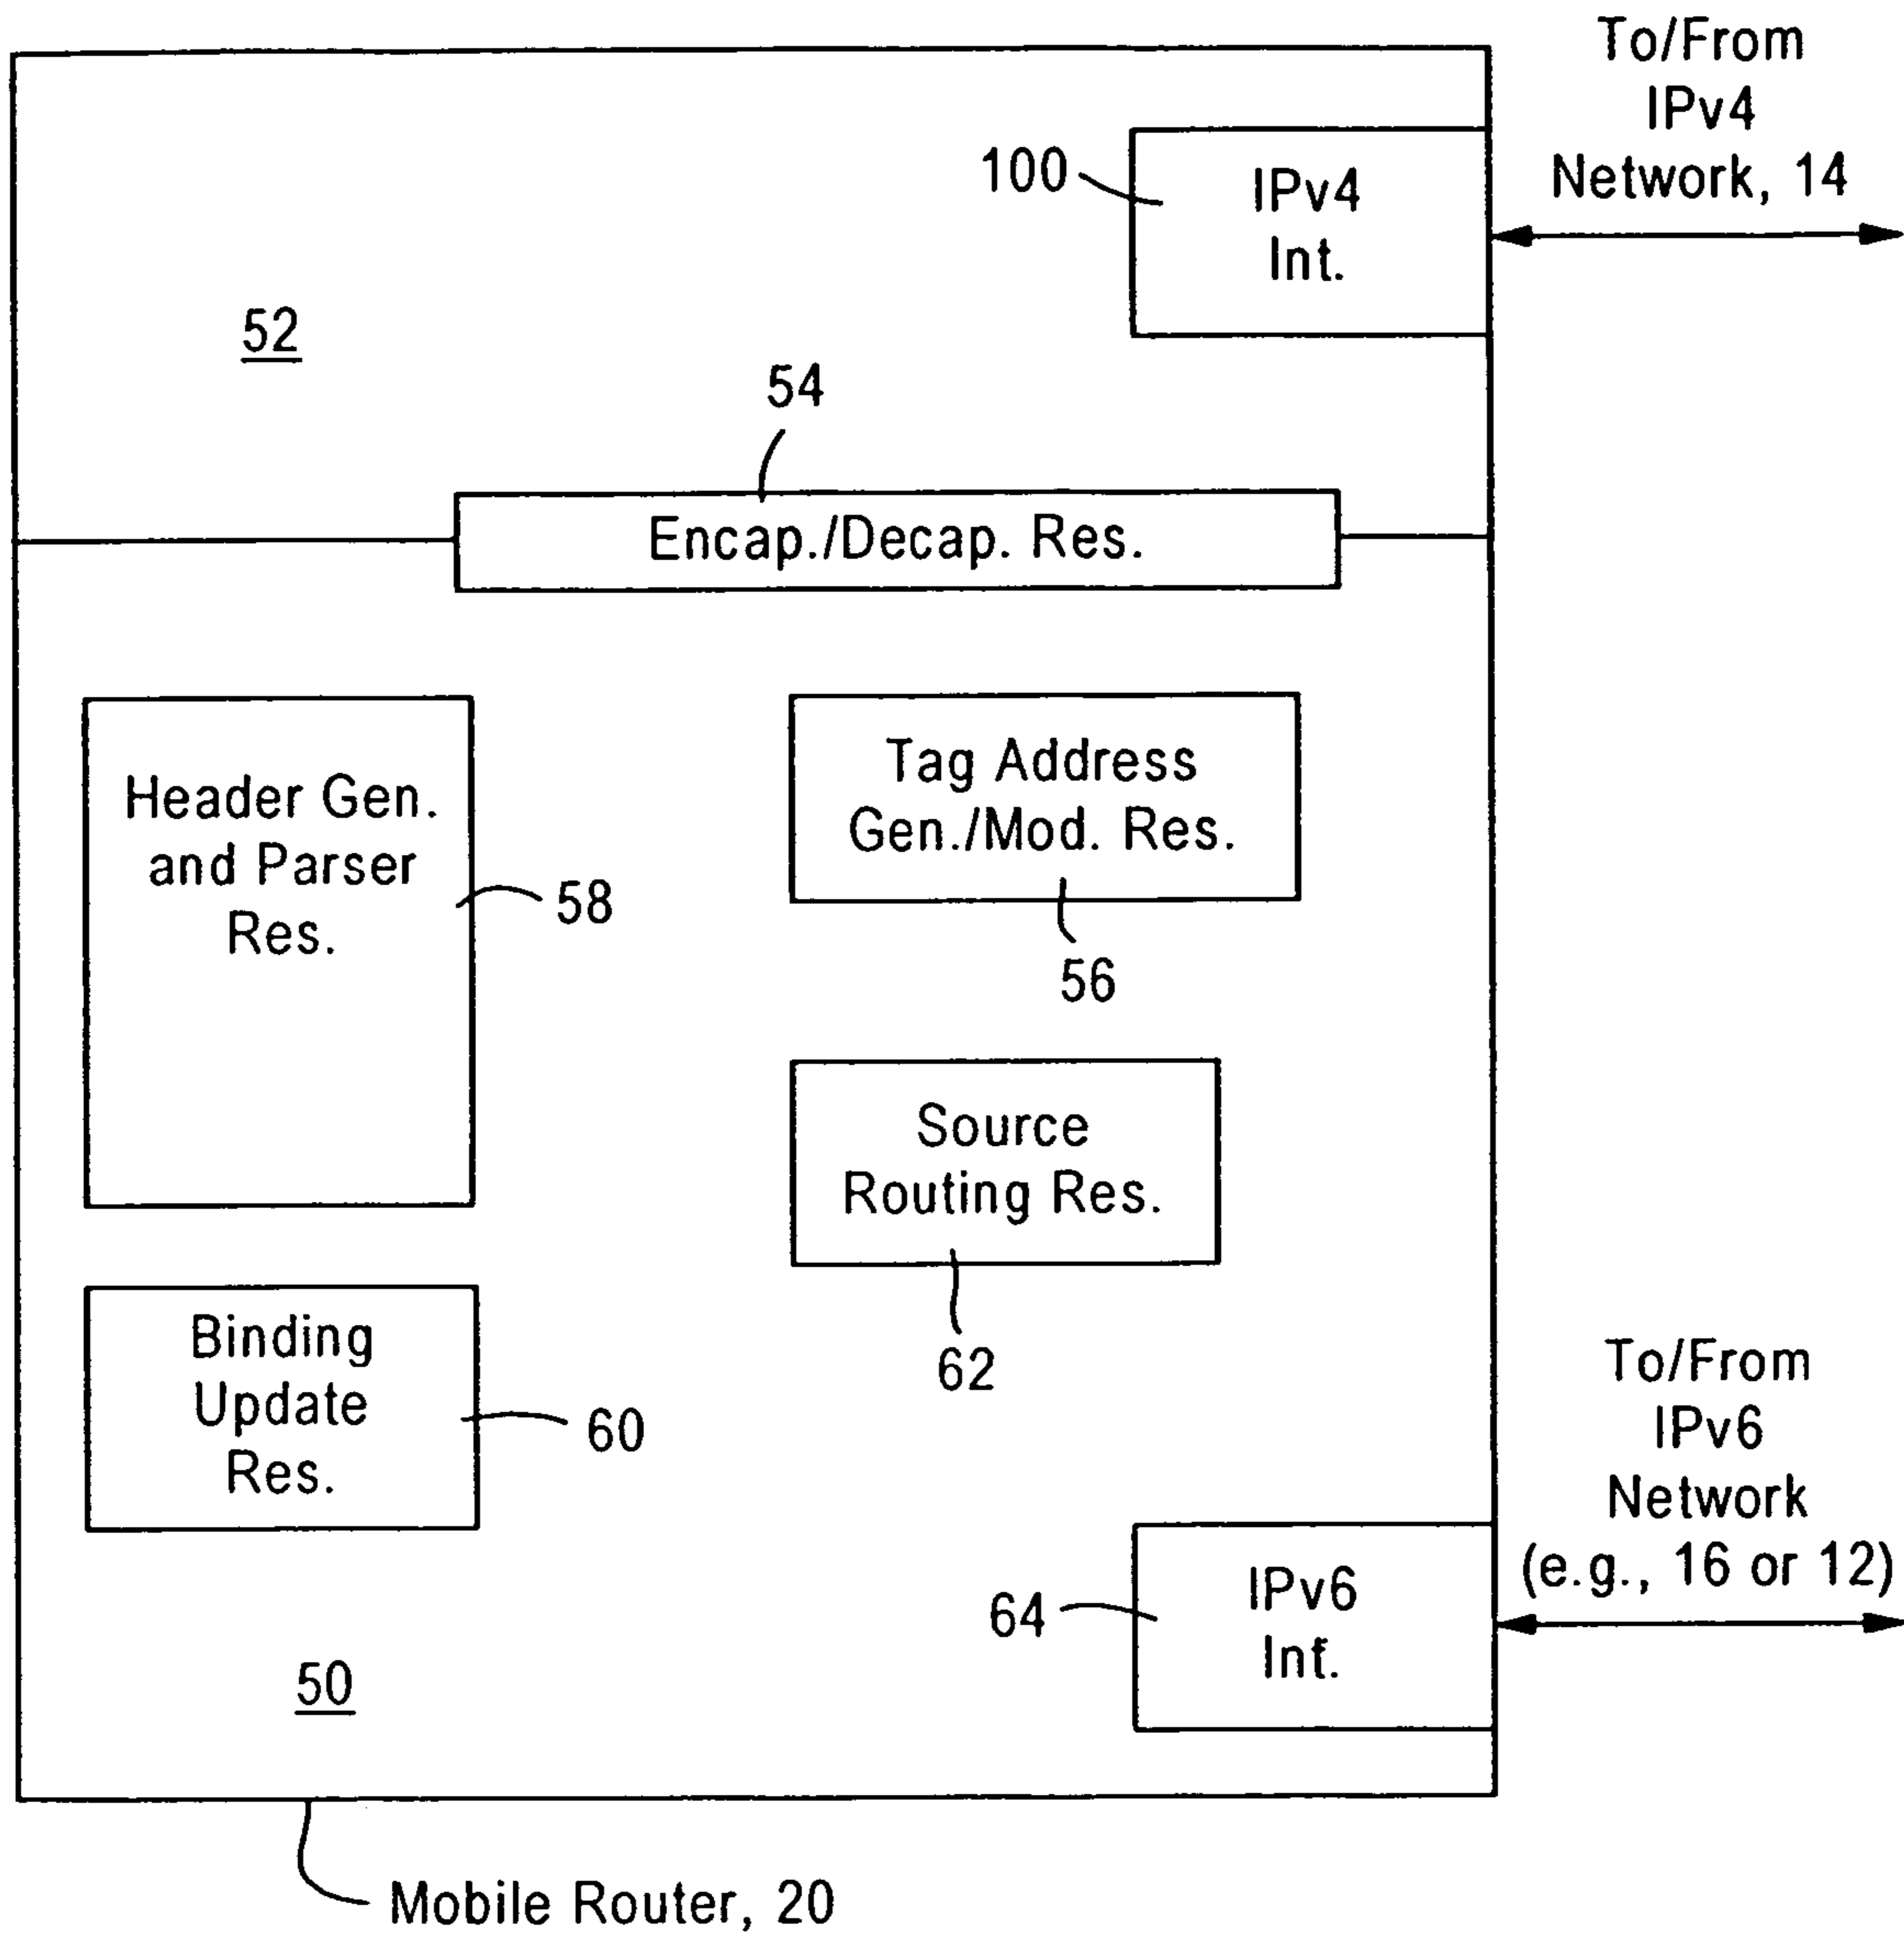 To/From
IPv4
Network, 14
100
IPv4
Int.
52
54
Encap./Decap. Res.
Header Gen.
and Parser
Res.
58
Tag Address
Gen./Mod. Res.
56
Source
Routing Res.
62
Binding
Update
Res.
60
To/From
IPv6
Network
(e.g., 16 or 12)
64
IPv6
Int.
50
Mobile Router, 20